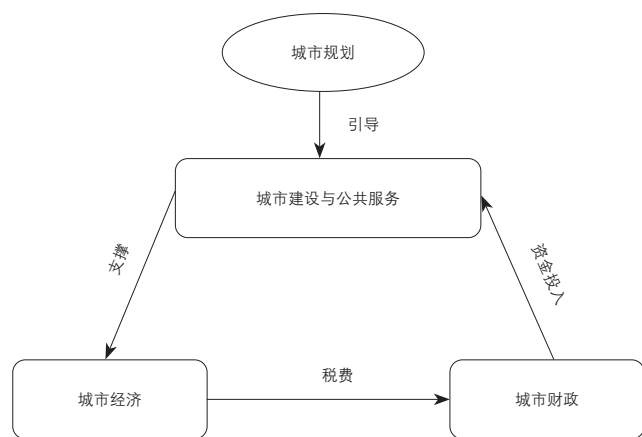 城市规划
引导
城市建设与公共服务
支撑
资金投入
城市经济
税费
城市财政